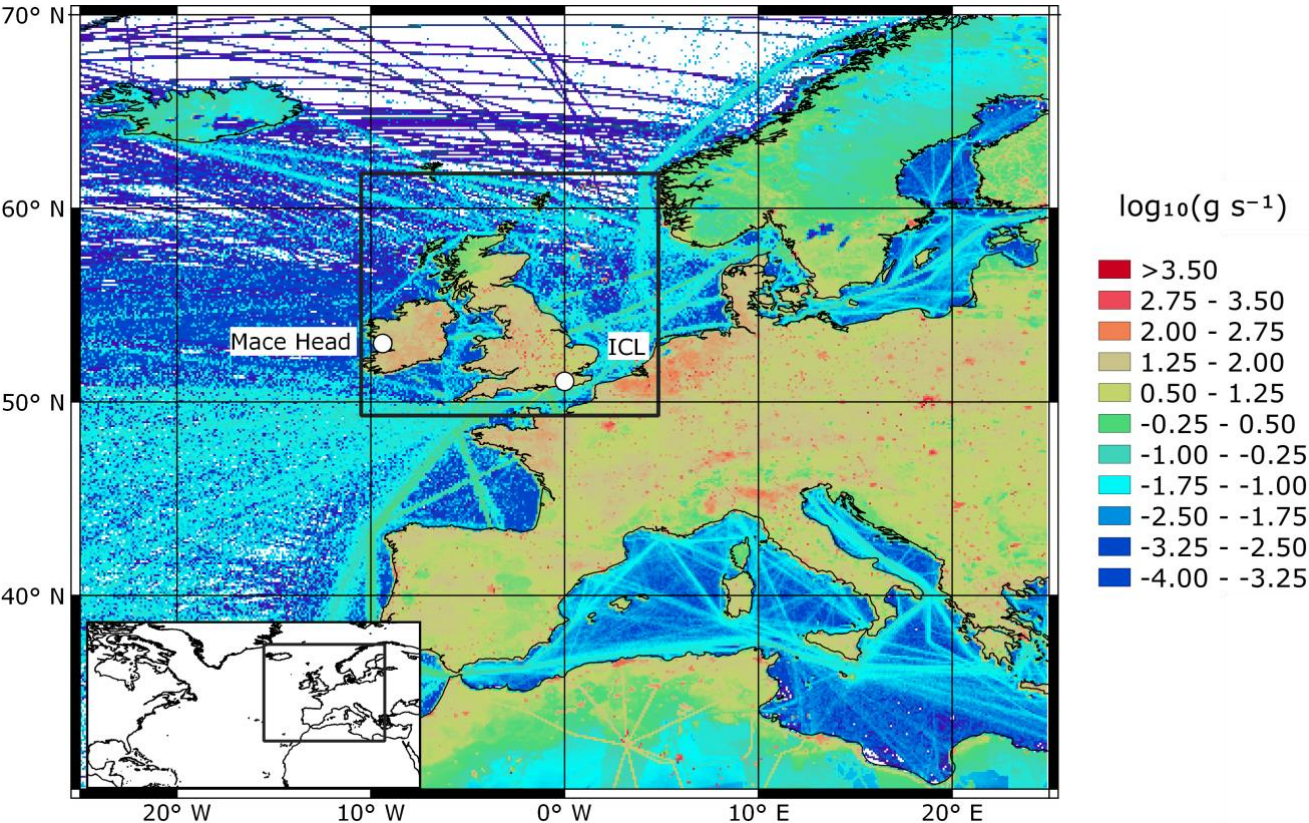 70° N
60° N
50° N
40° N
Mace Head
ICL
20° W
10° W
0° W
10° E
20° E
log₁₀(g s⁻¹)
>3.50
2.75 - 3.50
2.00 - 2.75
1.25 - 2.00
0.50 - 1.25
-0.25 - 0.50
-1.00 - -0.25
-1.75 - -1.00
-2.50 - -1.75
-3.25 - -2.50
-4.00 - -3.25